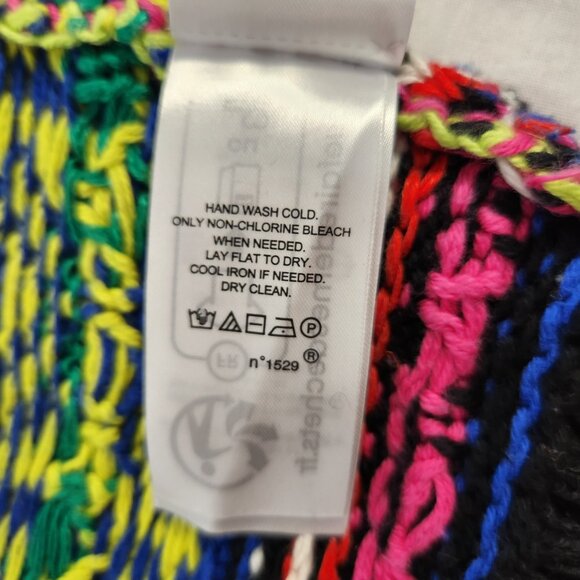 HAND WASH COLD.
ONLY NON-CHLORINE BLEACH
WHEN NEEDED.
LAY FLAT TO DRY.
COOL IRON IF NEEDED.
DRY CLEAN.
P
n°1529 ®
FR